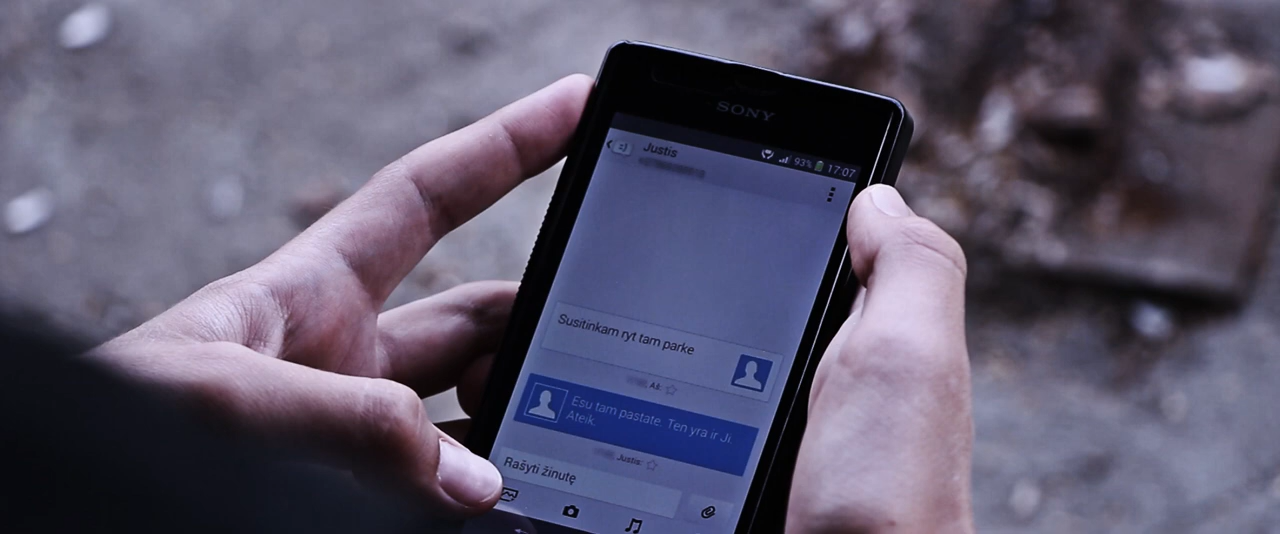 SONY
Justis
93% 17:07
Susitinkam ryt tam parke
Aš:
Esu tam pastate. Ten yra ir Ji.
Ateik.
Justis:
Rašyti žinutę